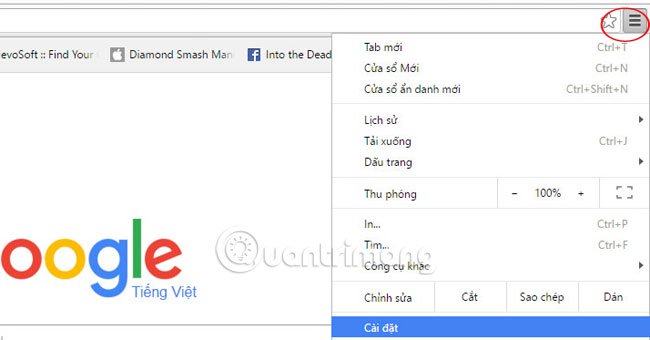 evoSoft :: Find Your
Diamond Smash Man
Into the Dead
Tab mới Ctrl+T
Cửa sổ Mới Ctrl+N
Cửa sổ ẩn danh mới Ctrl+Shift+N
Lịch sử
Tải xuống Ctrl+J
Dấu trang
Thu phóng − 100% +
In... Ctrl+P
Tìm... Ctrl+F
Công cụ khác
Chỉnh sửa Cắt Sao chép Dán
Cài đặt
oogle
Tiếng Việt
Quantrimang